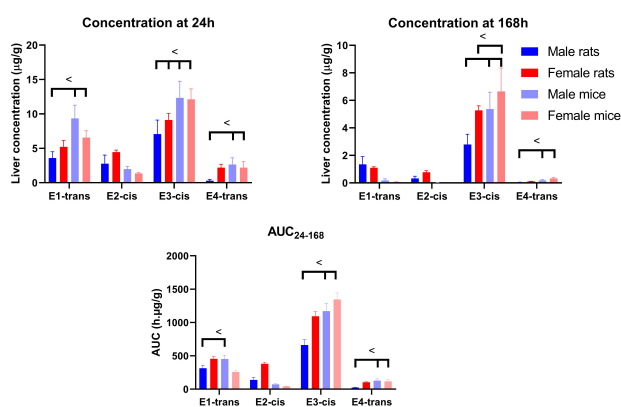 Concentration at 24h
Liver concentration (µg/g)
20
15
10
5
0
<
<
<
E1-trans E2-cis E3-cis E4-trans
Concentration at 168h
Liver concentration (µg/g)
10
8
6
4
2
0
<
<
<
E1-trans E2-cis E3-cis E4-trans
Male rats
Female rats
Male mice
Female mice
AUC24-168
AUC (h.µg/g)
2000
1500
1000
500
0
<
<
<
E1-trans E2-cis E3-cis E4-trans